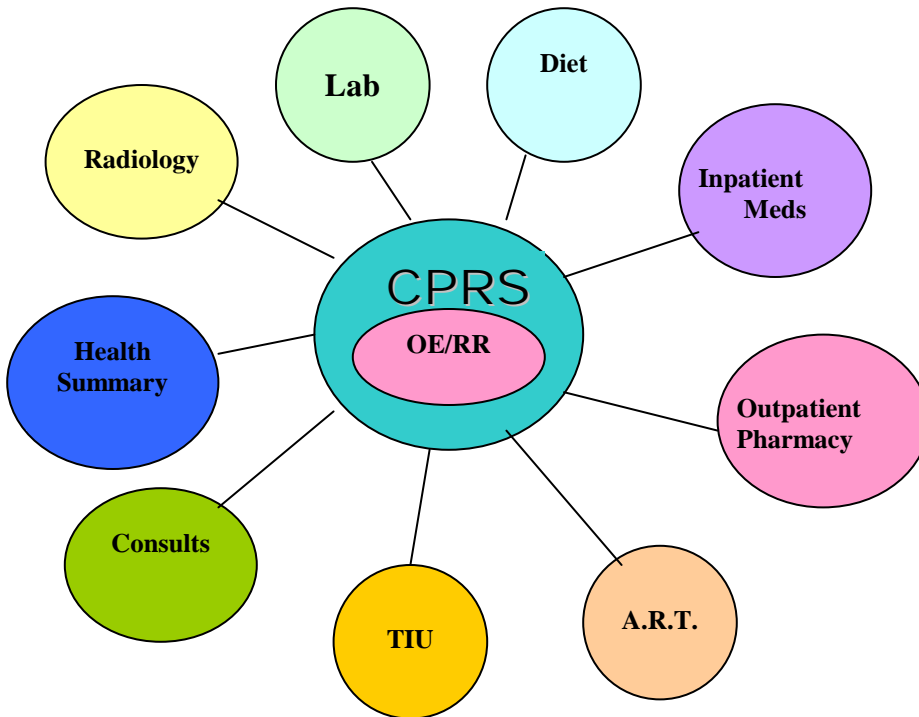 Lab
Diet
Radiology
Inpatient
Meds
CPRS
OE/RR
Health
Summary
Outpatient
Pharmacy
Consults
TIU
A.R.T.